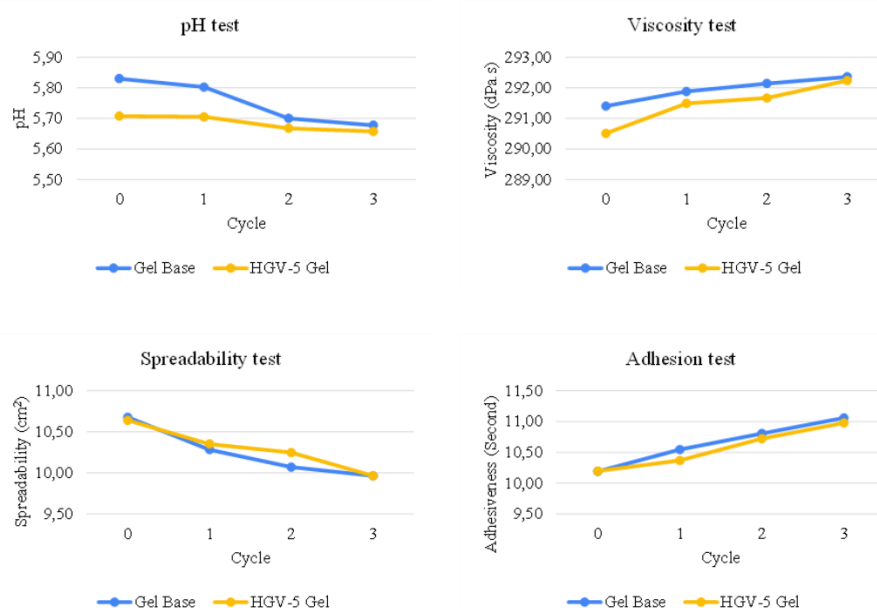 pH test
5,90
5,80
5,70
5,60
5,50
pH
0 1 2 3
Cycle
Gel Base HGV-5 Gel
Viscosity test
293,00
292,00
291,00
290,00
289,00
Viscosity (dPa.s)
0 1 2 3
Cycle
Gel Base HGV-5 Gel
Spreadability test
11,00
10,50
10,00
9,50
Spreadability (cm²)
0 1 2 3
Cycle
Gel Base HGV-5 Gel
Adhesion test
11,50
11,00
10,50
10,00
9,50
Adhesiveness (Second)
0 1 2 3
Cycle
Gel Base HGV-5 Gel